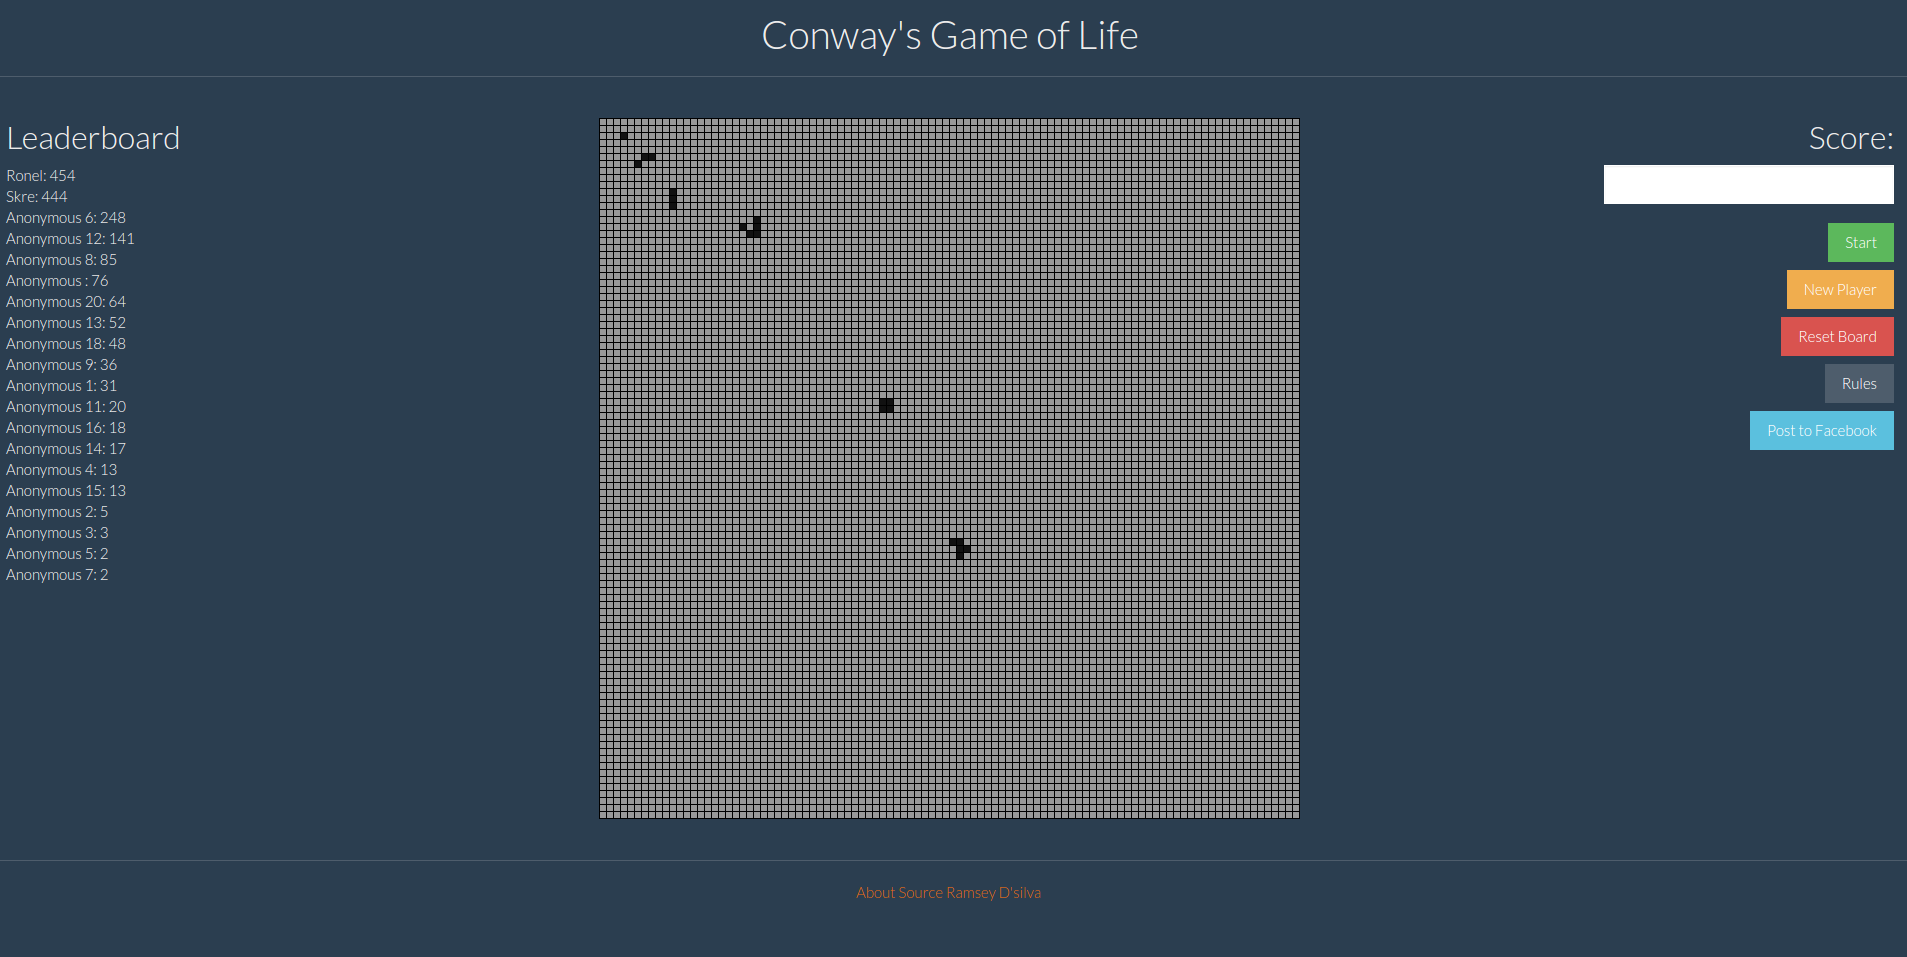 Conway's Game of Life
Leaderboard
Ronel: 454
Skre: 444
Anonymous 6: 248
Anonymous 12: 141
Anonymous 8: 85
Anonymous : 76
Anonymous 20: 64
Anonymous 13: 52
Anonymous 18: 48
Anonymous 9: 36
Anonymous 1: 31
Anonymous 11: 20
Anonymous 16: 18
Anonymous 14: 17
Anonymous 4: 13
Anonymous 15: 13
Anonymous 2: 5
Anonymous 3: 3
Anonymous 5: 2
Anonymous 7: 2
Score:
Start
New Player
Reset Board
Rules
Post to Facebook
About Source Ramsey D'silva